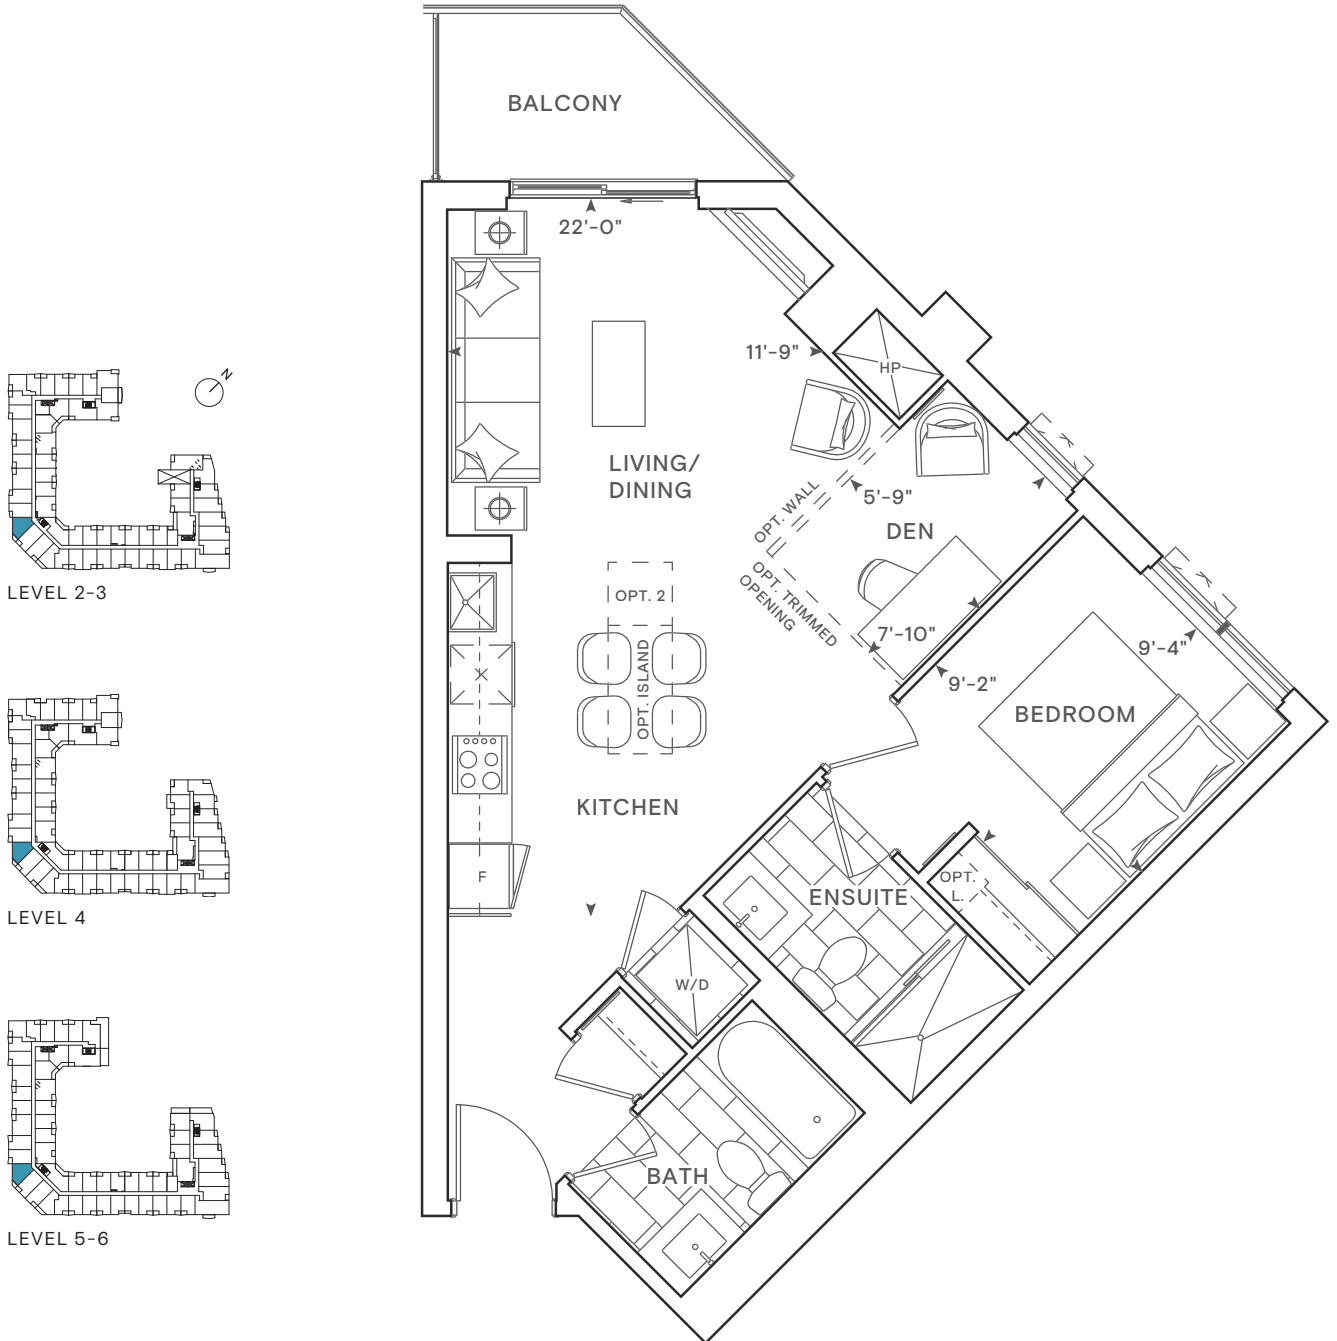 BALCONY
22'-0"
11'-9"
HP
LIVING/
DINING
OPT. WALL
5'-9"
DEN
OPT. TRIMMED
OPENING
7'-10"
9'-4"
9'-2"
BEDROOM
OPT. 2
OPT. ISLAND
KITCHEN
F
ENSUITE
OPT.
L.
W/D
BATH
N
LEVEL 2-3
LEVEL 4
LEVEL 5-6